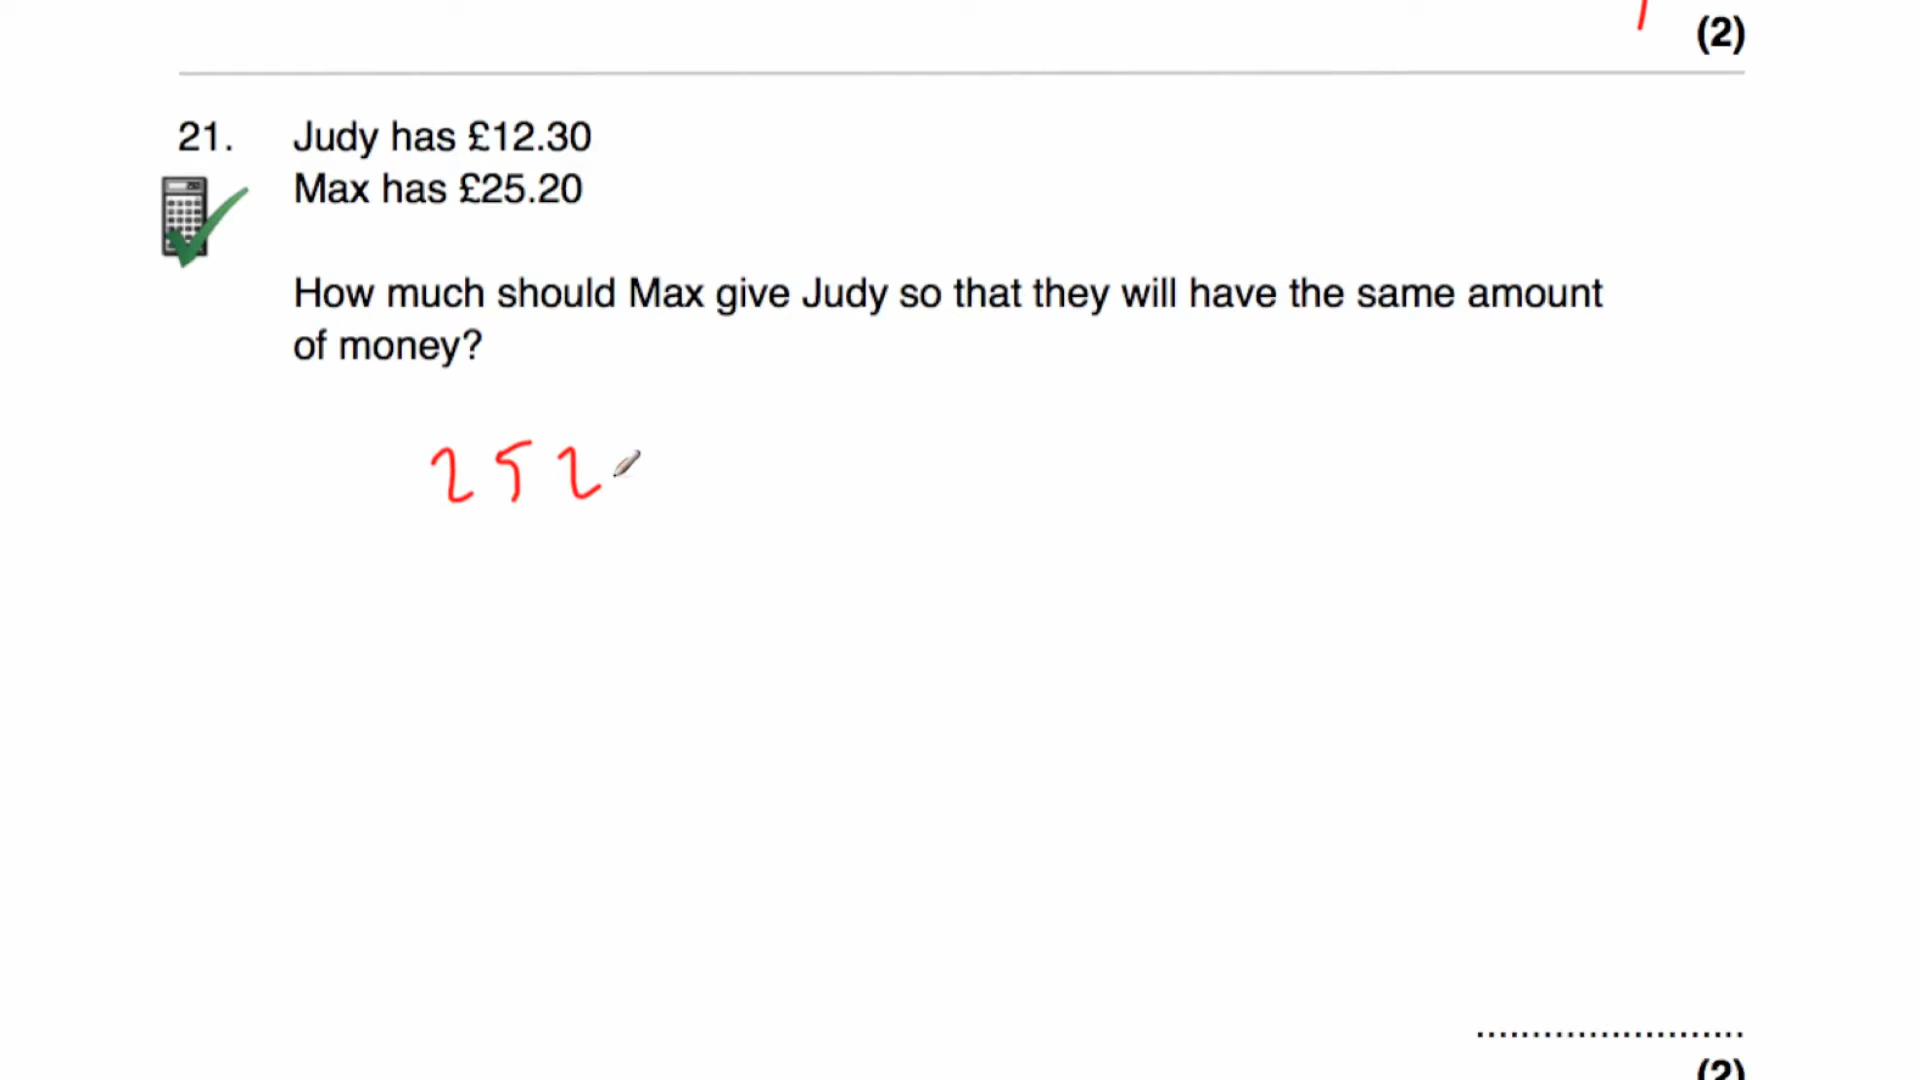 (2)
21. Judy has £12.30
Max has £25.20
How much should Max give Judy so that they will have the same amount
of money?
252
........................
(2)